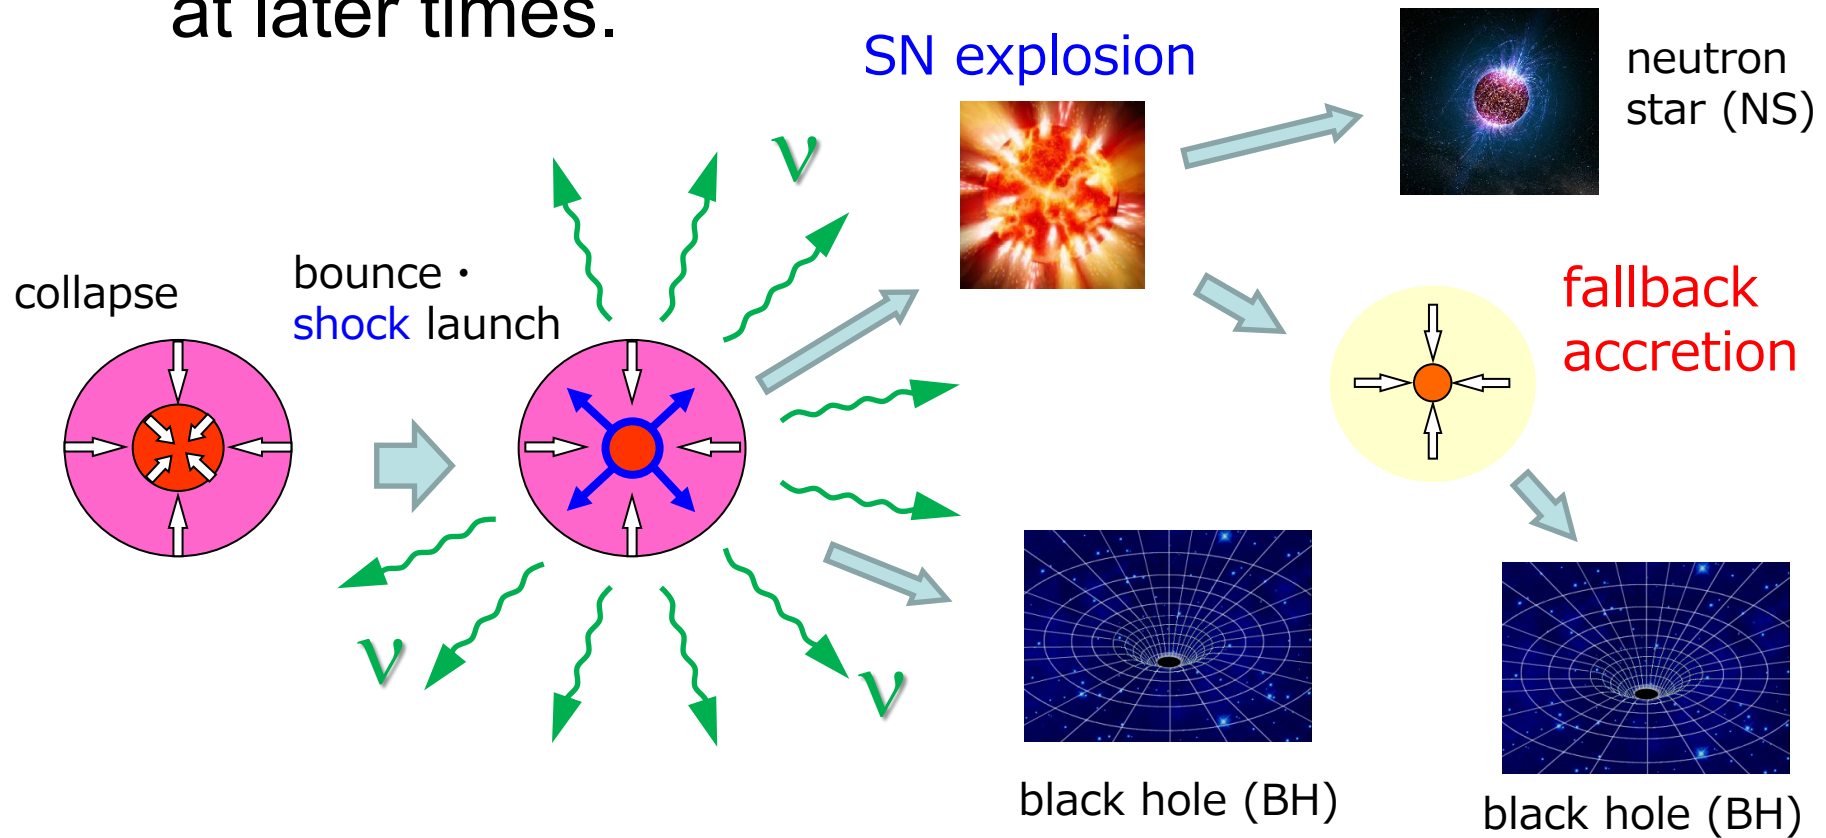 at later times.
SN explosion
neutron
star (NS)
ν
collapse
bounce・
shock launch
fallback
accretion
ν
ν
black hole (BH)
black hole (BH)